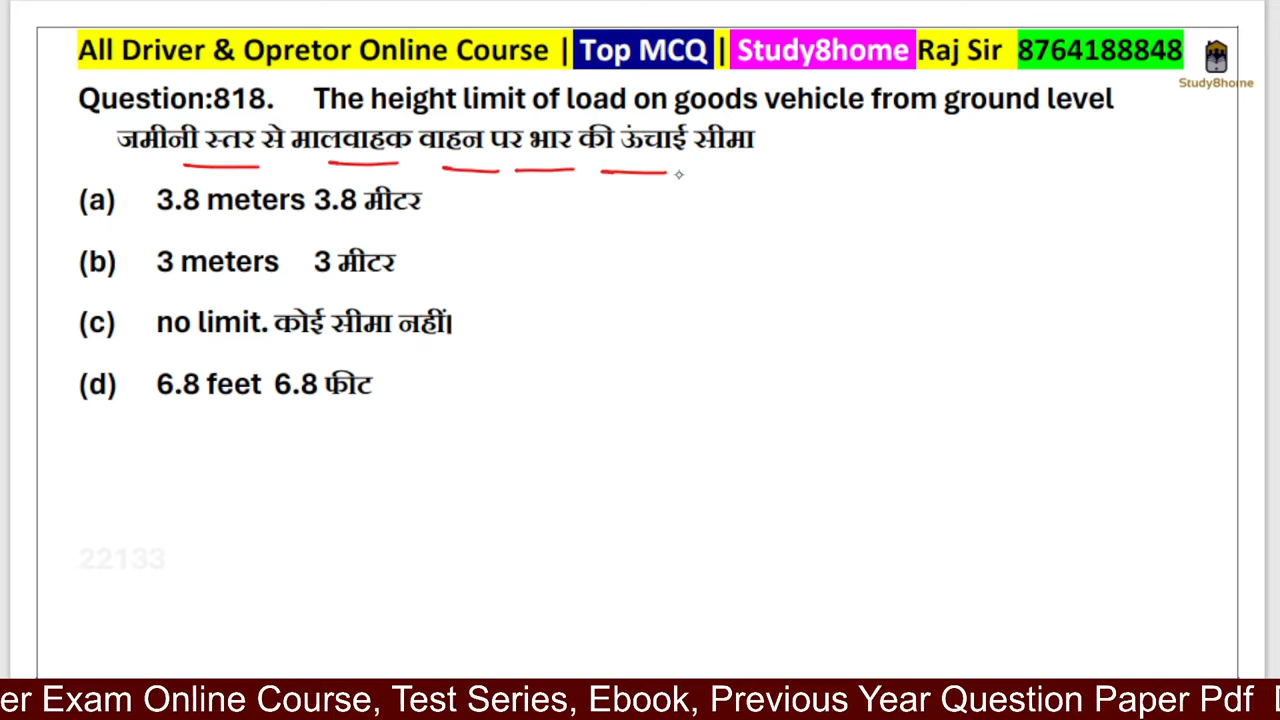 All Driver & Opretor Online Course | Top MCQ | Study8home Raj Sir 8764188848
Study8home
Question:818. The height limit of load on goods vehicle from ground level
जमीनी स्तर से मालवाहक वाहन पर भार की ऊंचाई सीमा
(a) 3.8 meters 3.8 मीटर
(b) 3 meters 3 मीटर
(c) no limit. कोई सीमा नहीं।
(d) 6.8 feet 6.8 फीट
22133
er Exam Online Course, Test Series, Ebook, Previous Year Question Paper Pdf